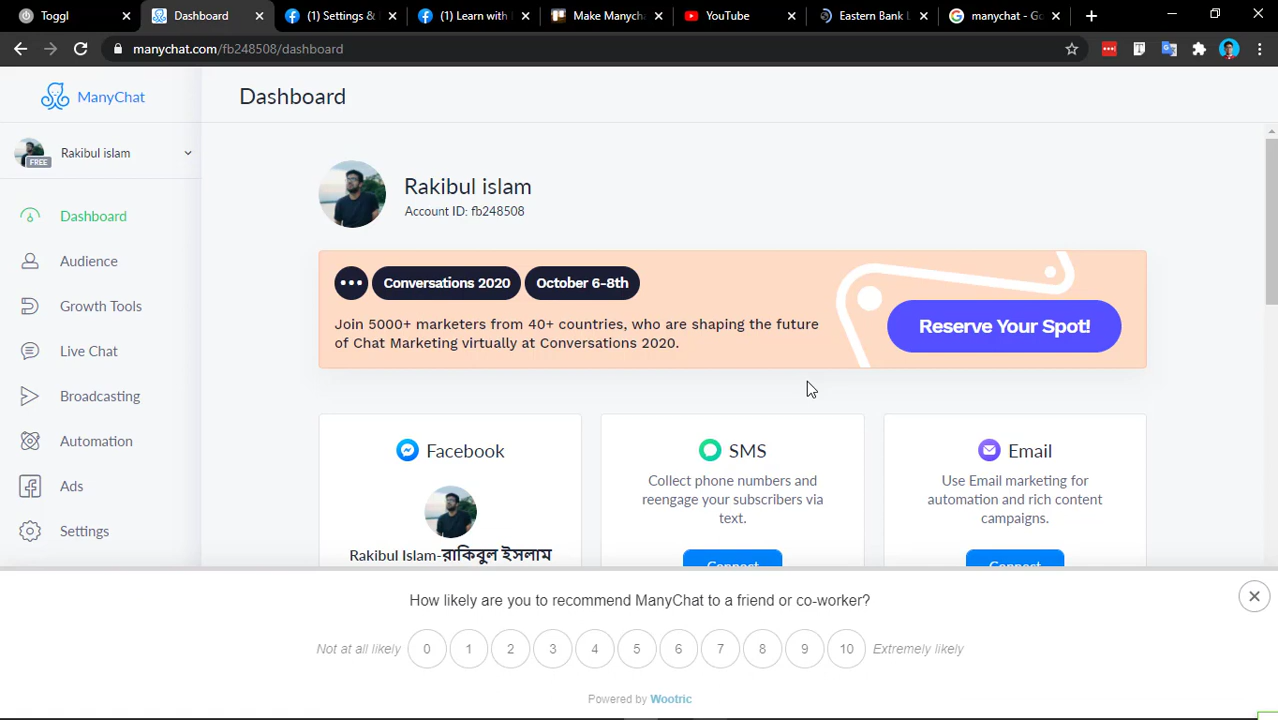 Toggl
Dashboard
(1) Settings &
(1) Learn with
Make Manycha
YouTube
Eastern Bank L
manychat - Go
manychat.com/fb248508/dashboard
ManyChat
Dashboard
FREE
Rakibul islam
Dashboard
Audience
Growth Tools
Live Chat
Broadcasting
Automation
Ads
Settings
Rakibul islam
Account ID: fb248508
Conversations 2020
October 6-8th
Join 5000+ marketers from 40+ countries, who are shaping the future
of Chat Marketing virtually at Conversations 2020.
Reserve Your Spot!
Facebook
Rakibul Islam-রাকিবুল ইসলাম
SMS
Collect phone numbers and
reengage your subscribers via
text.
Connect
Email
Use Email marketing for
automation and rich content
campaigns.
Connect
How likely are you to recommend ManyChat to a friend or co-worker?
Not at all likely 0 1 2 3 4 5 6 7 8 9 10 Extremely likely
Powered by Wootric